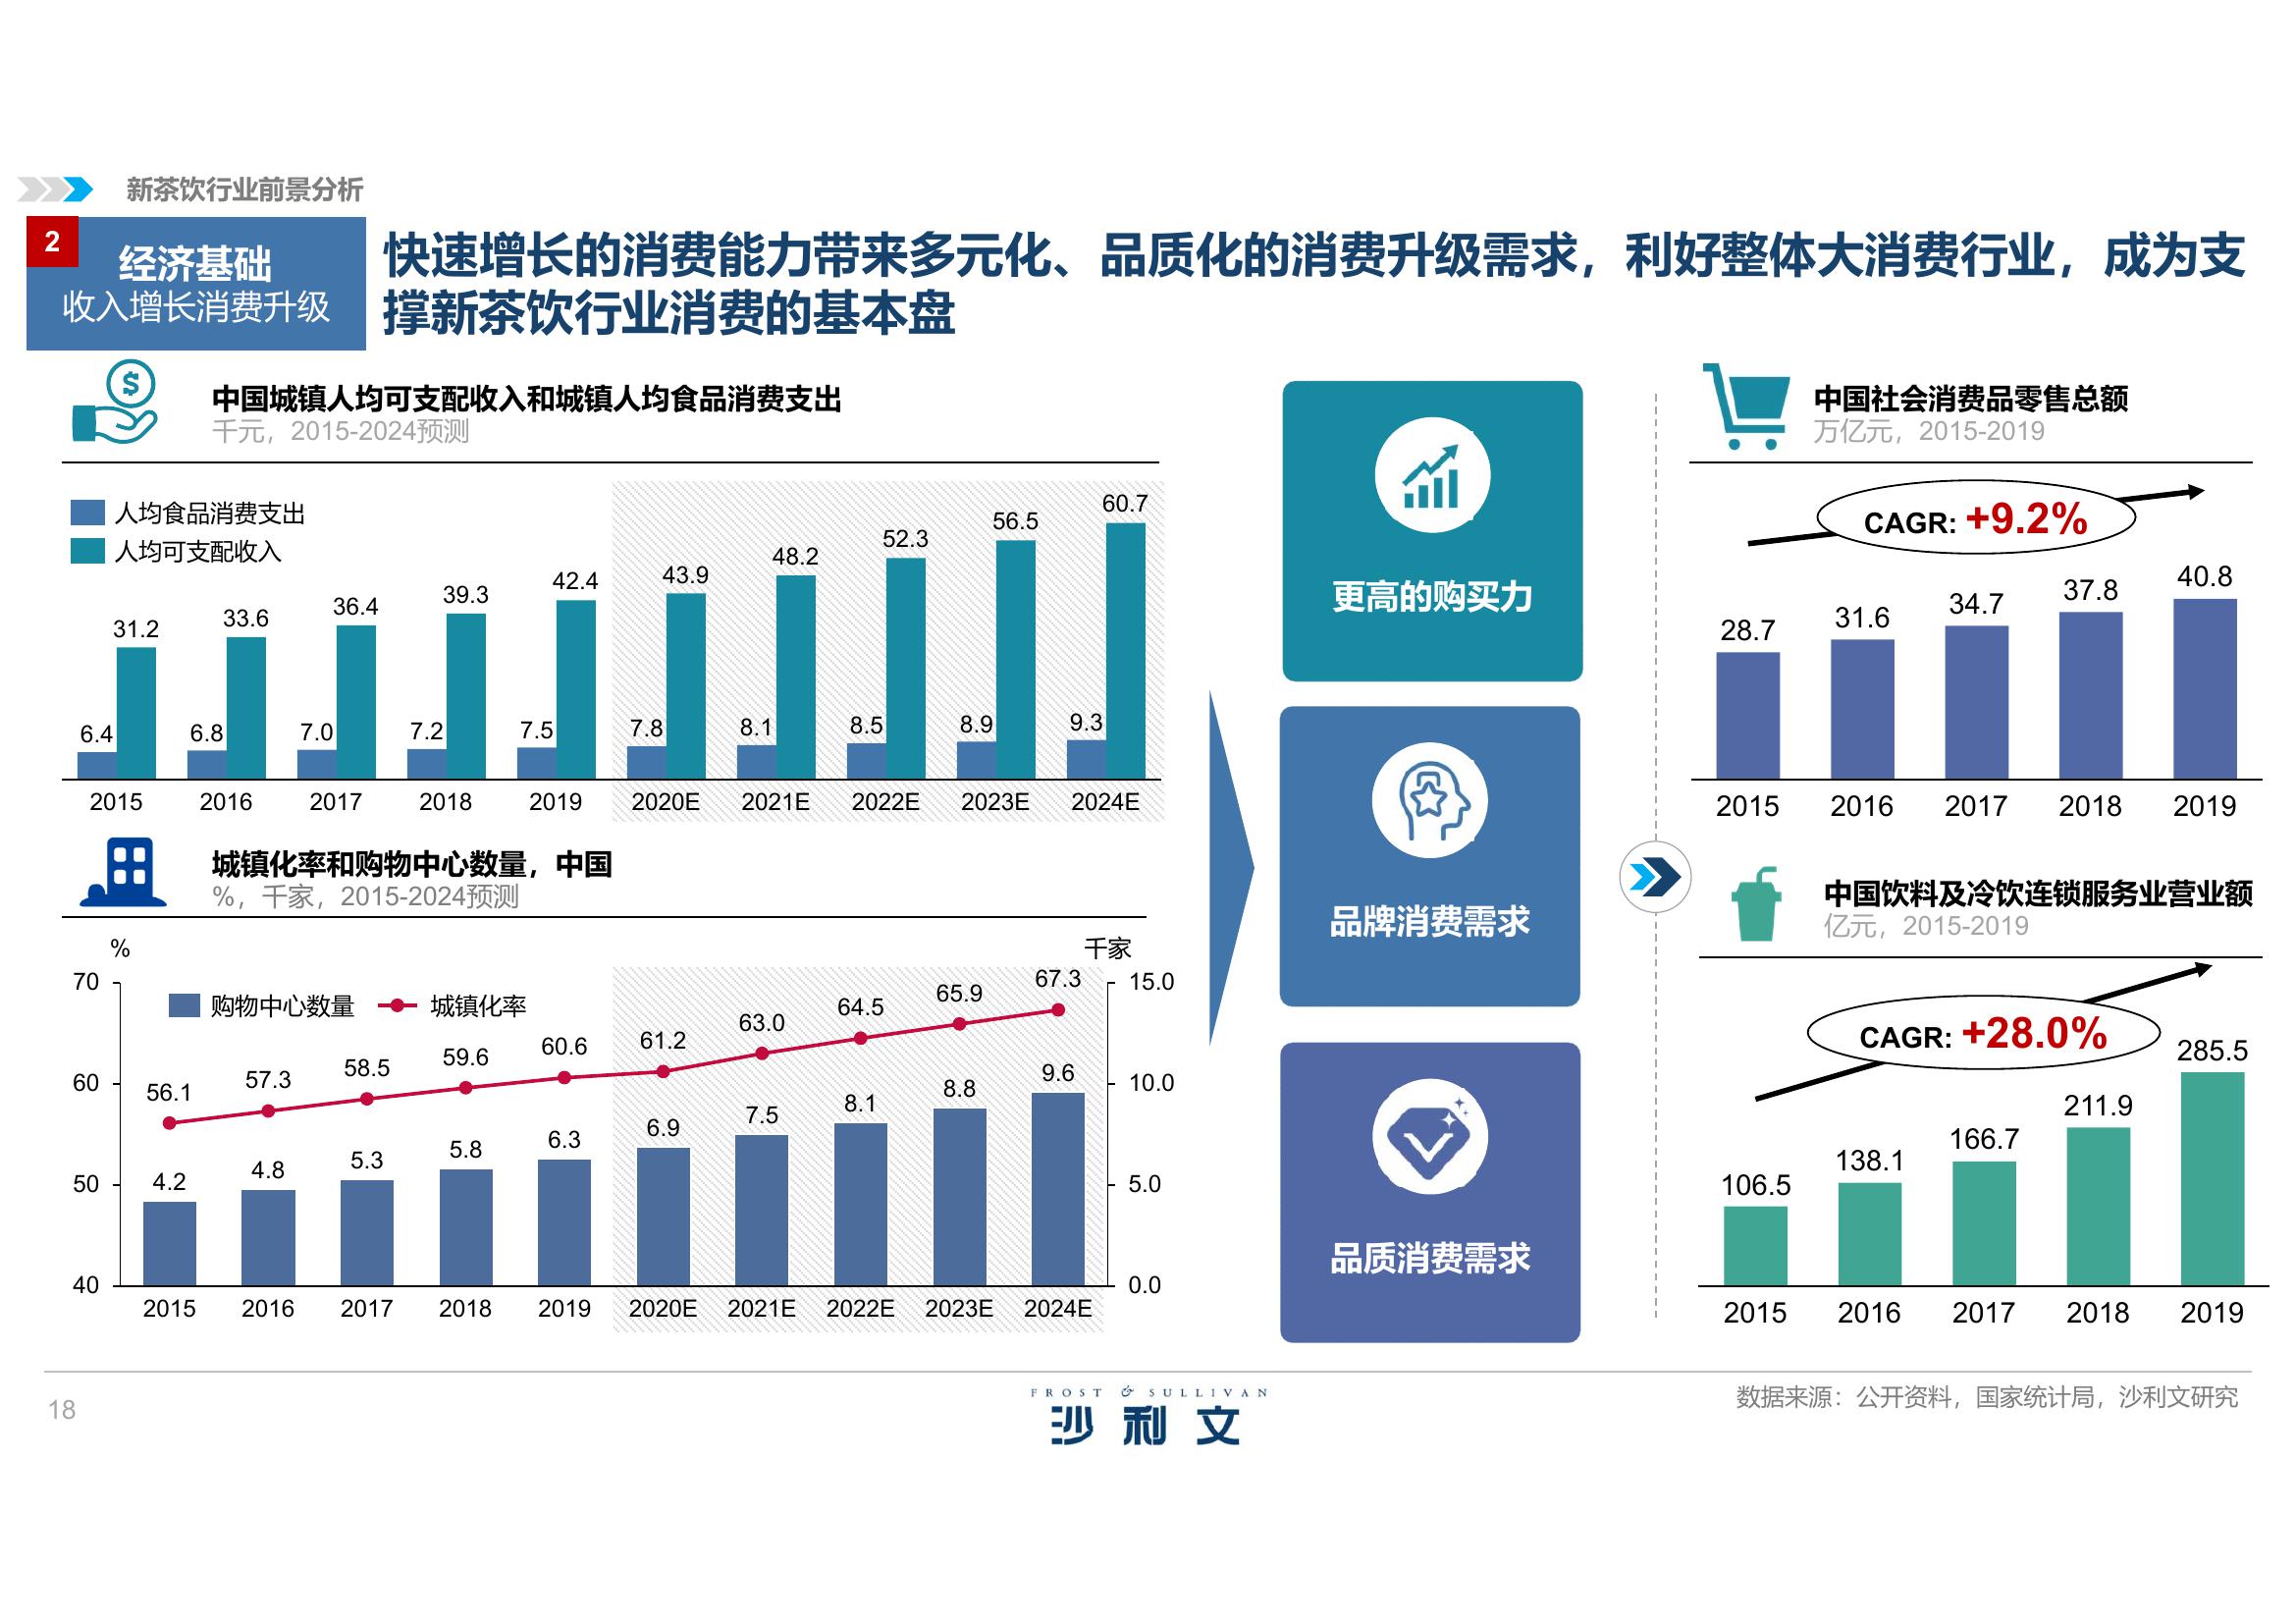 新茶饮行业前景分析
2
经济基础
收入增长消费升级
快速增长的消费能力带来多元化、品质化的消费升级需求，利好整体大消费行业，成为支
撑新茶饮行业消费的基本盘
$
中国城镇人均可支配收入和城镇人均食品消费支出
千元，2015-2024预测
人均食品消费支出
人均可支配收入
31.2 33.6 36.4 39.3 42.4 43.9 48.2 52.3 56.5 60.7
6.4 6.8 7.0 7.2 7.5 7.8 8.1 8.5 8.9 9.3
2015 2016 2017 2018 2019 2020E 2021E 2022E 2023E 2024E
城镇化率和购物中心数量，中国
%，千家，2015-2024预测
% 千家
70 60 50 40
15.0 10.0 5.0 0.0
购物中心数量 城镇化率
56.1 57.3 58.5 59.6 60.6 61.2 63.0 64.5 65.9 67.3
4.2 4.8 5.3 5.8 6.3 6.9 7.5 8.1 8.8 9.6
2015 2016 2017 2018 2019 2020E 2021E 2022E 2023E 2024E
更高的购买力
品牌消费需求
品质消费需求
中国社会消费品零售总额
万亿元，2015-2019
CAGR: +9.2%
28.7 31.6 34.7 37.8 40.8
2015 2016 2017 2018 2019
中国饮料及冷饮连锁服务业营业额
亿元，2015-2019
CAGR: +28.0%
106.5 138.1 166.7 211.9 285.5
2015 2016 2017 2018 2019
18
FROST & SULLIVAN
沙利文
数据来源：公开资料，国家统计局，沙利文研究